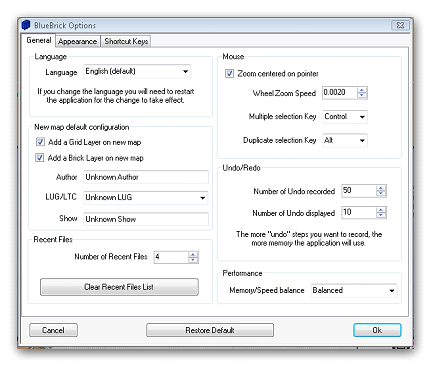 BlueBrick Options
General Appearance Shortcut Keys
Language
Language English (default)
If you change the language you will need to restart
the application for the change to take effect.
New map default configuration
Add a Grid Layer on new map
Add a Brick Layer on new map
Author Unknown Author
LUG/LTC Unknown LUG
Show Unknown Show
Recent Files
Number of Recent Files 4
Clear Recent Files List
Mouse
Zoom centered on pointer
Wheel Zoom Speed 0.0020
Multiple selection Key Control
Duplicate selection Key Alt
Undo/Redo
Number of Undo recorded 50
Number of Undo displayed 10
The more "undo" steps you want to record, the
more memory the application will use.
Performance
Memory/Speed balance Balanced
Cancel Restore Default Ok